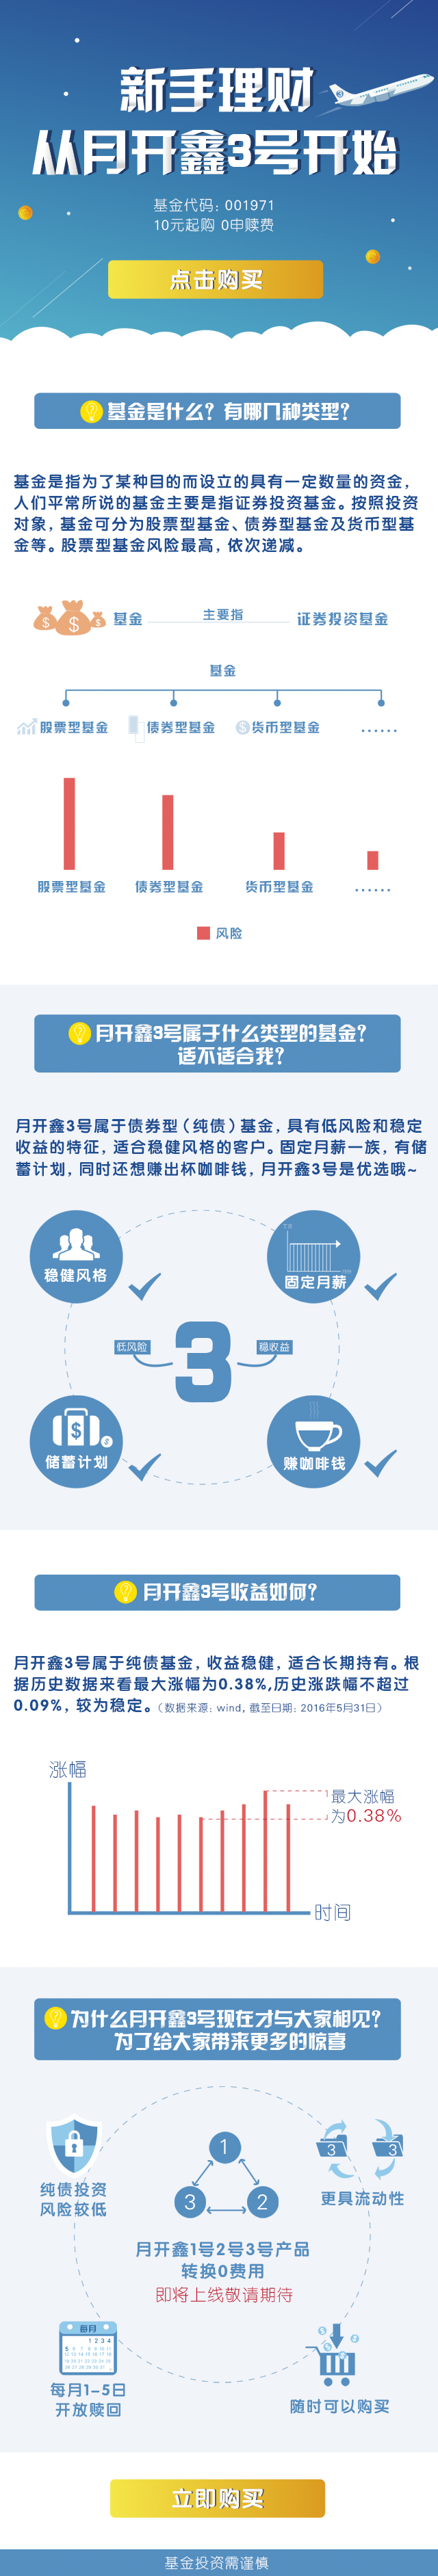 新手理财
从月开鑫3号开始
基金代码：001971
10元起购 0申赎费
点击购买
基金是什么？有哪几种类型？
基金是指为了某种目的而设立的具有一定数量的资金，
人们平常所说的基金主要是指证券投资基金。按照投资
对象，基金可分为股票型基金、债券型基金及货币型基
金等。股票型基金风险最高，依次递减。
基金 主要指 证券投资基金
基金
股票型基金 债券型基金 货币型基金 ......
股票型基金 债券型基金 货币型基金 ......
风险
月开鑫3号属于什么类型的基金？
适不适合我？
月开鑫3号属于债券型（纯债）基金，具有低风险和稳定
收益的特征，适合稳健风格的客户。固定月薪一族，有储
蓄计划，同时还想赚出杯咖啡钱，月开鑫3号是优选哦~
稳健风格 固定月薪
低风险 3 稳收益
储蓄计划 赚咖啡钱
月开鑫3号收益如何？
月开鑫3号属于纯债基金，收益稳健，适合长期持有。根
据历史数据来看最大涨幅为0.38%,历史涨跌幅不超过
0.09%，较为稳定。（数据来源：wind，截至日期：2016年5月31日）
涨幅
最大涨幅
为0.38%
时间
为什么月开鑫3号现在才与大家相见？
为了给大家带来更多的惊喜
1
3 2
3 3
纯债投资
风险较低
更具流动性
月开鑫1号2号3号产品
转换0费用
即将上线敬请期待
每月
每月1-5日
开放赎回
随时可以购买
立即购买
基金投资需谨慎